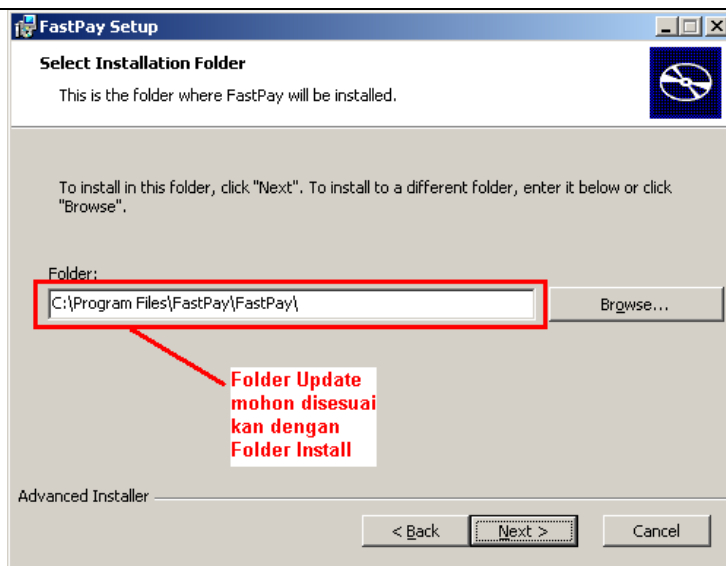 FastPay Setup
Select Installation Folder
This is the folder where FastPay will be installed.
To install in this folder, click "Next". To install to a different folder, enter it below or click
"Browse".
Folder:
C:\Program Files\FastPay\FastPay\
Browse...
Folder Update
mohon disesuai
kan dengan
Folder Install
Advanced Installer
< Back
Next >
Cancel